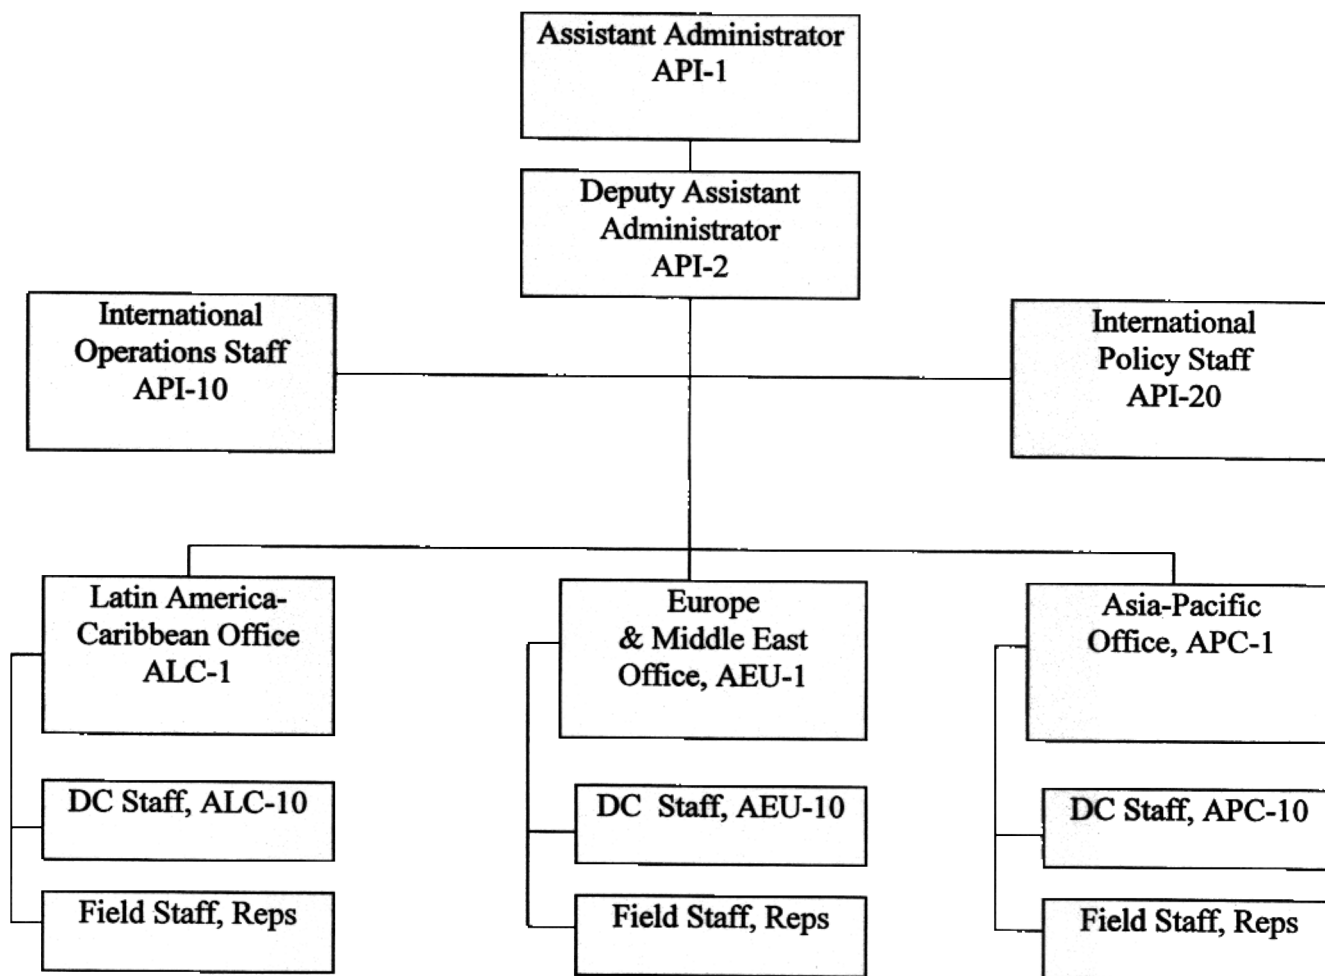 Assistant Administrator
API-1
Deputy Assistant
Administrator
API-2
International
Operations Staff
API-10
International
Policy Staff
API-20
Latin America-
Caribbean Office
ALC-1
Europe
& Middle East
Office, AEU-1
Asia-Pacific
Office, APC-1
DC Staff, ALC-10
DC Staff, AEU-10
DC Staff, APC-10
Field Staff, Reps
Field Staff, Reps
Field Staff, Reps